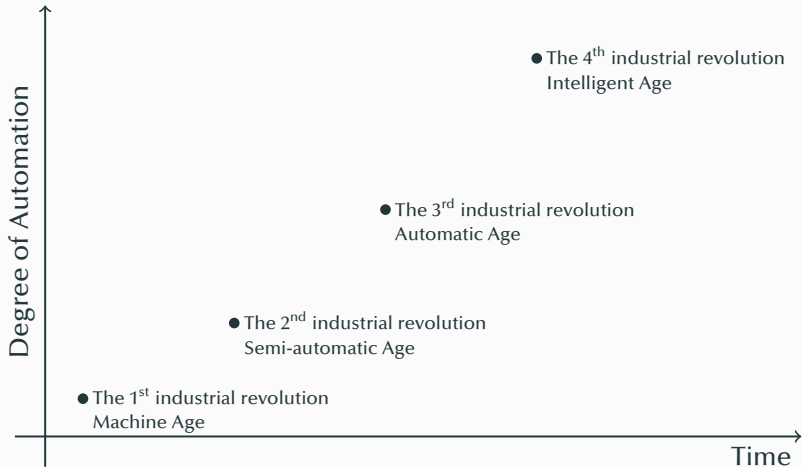 Degree of Automation
The 4th industrial revolution
Intelligent Age
The 3rd industrial revolution
Automatic Age
The 2nd industrial revolution
Semi-automatic Age
The 1st industrial revolution
Machine Age
Time